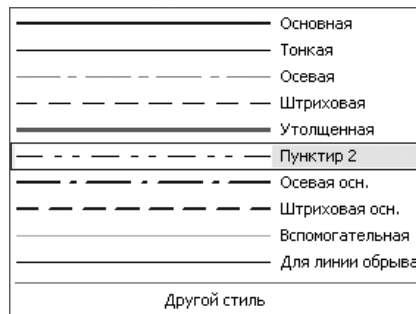 Основная
Тонкая
Осевая
Штриховая
Утолщенная
Пунктир 2
Осевая осн.
Штриховая осн.
Вспомогательная
Для линии обрыва
Другой стиль